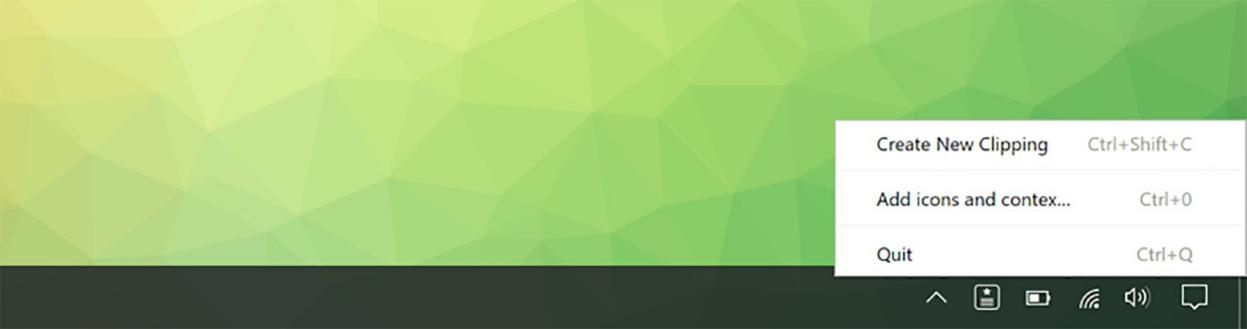 Create New Clipping Ctrl+Shift+C
Add icons and contex... Ctrl+0
Quit Ctrl+Q